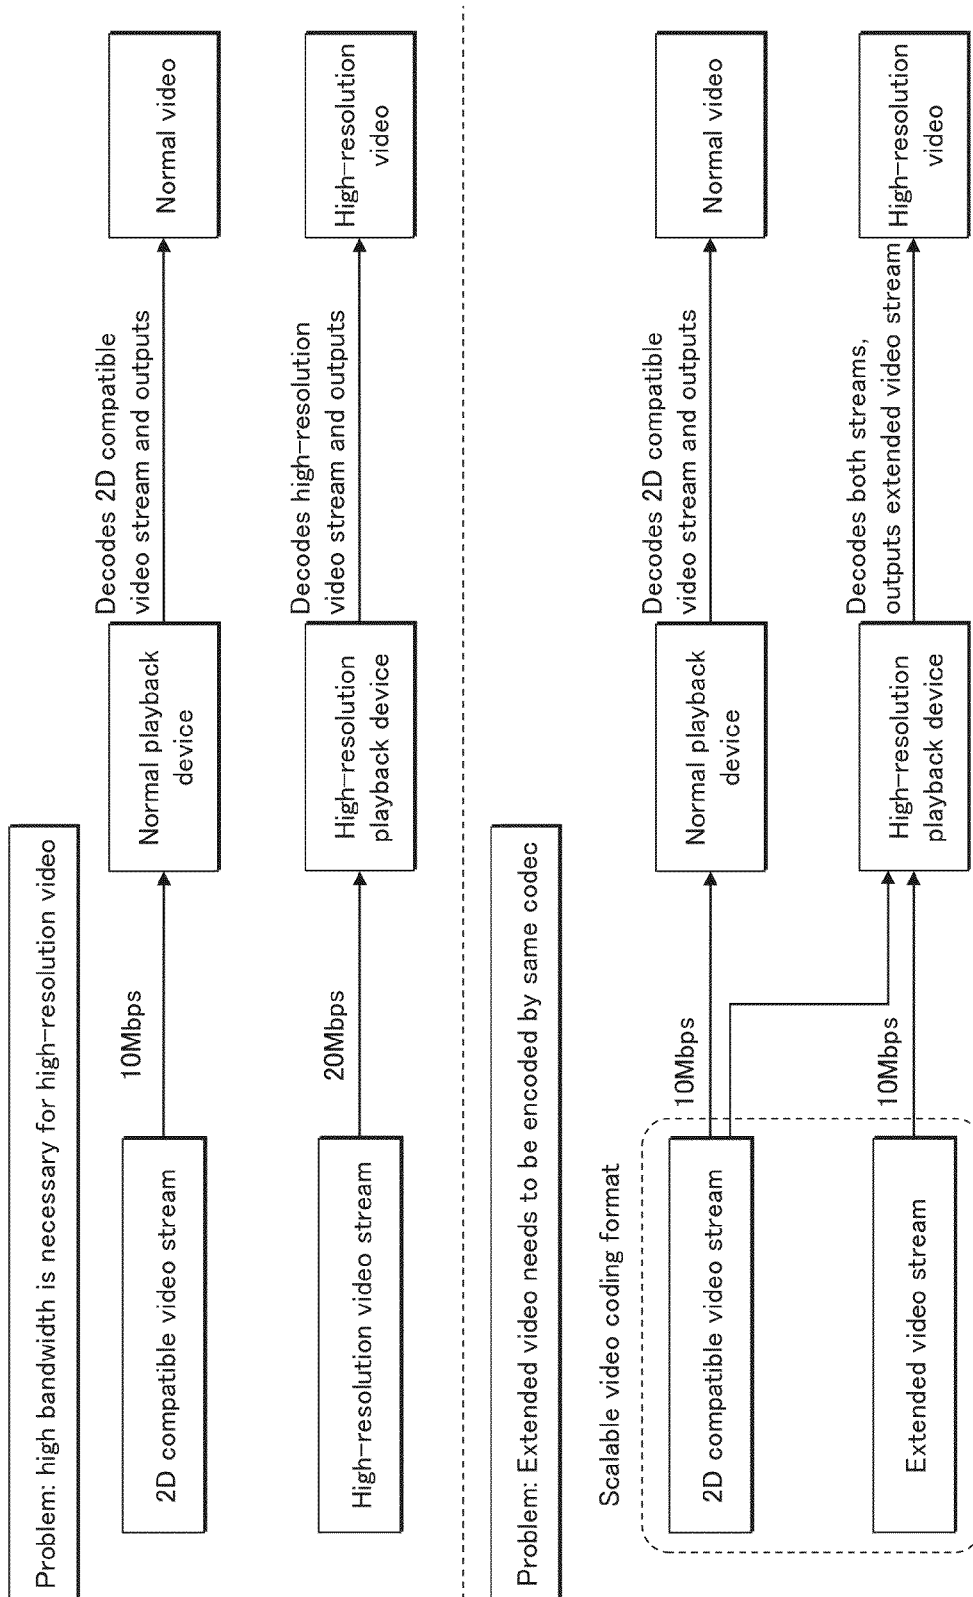 Problem: high bandwidth is necessary for high-resolution video
2D compatible video stream
10Mbps
Normal playback
device
Decodes 2D compatible
video stream and outputs
Normal video
High-resolution video stream
20Mbps
High-resolution
playback device
Decodes high-resolution
video stream and outputs
High-resolution
video
Problem: Extended video needs to be encoded by same codec
Scalable video coding format
2D compatible video stream
10Mbps
Normal playback
device
Decodes 2D compatible
video stream and outputs
Normal video
Extended video stream
10Mbps
High-resolution
playback device
Decodes both streams,
outputs extended video stream
High-resolution
video